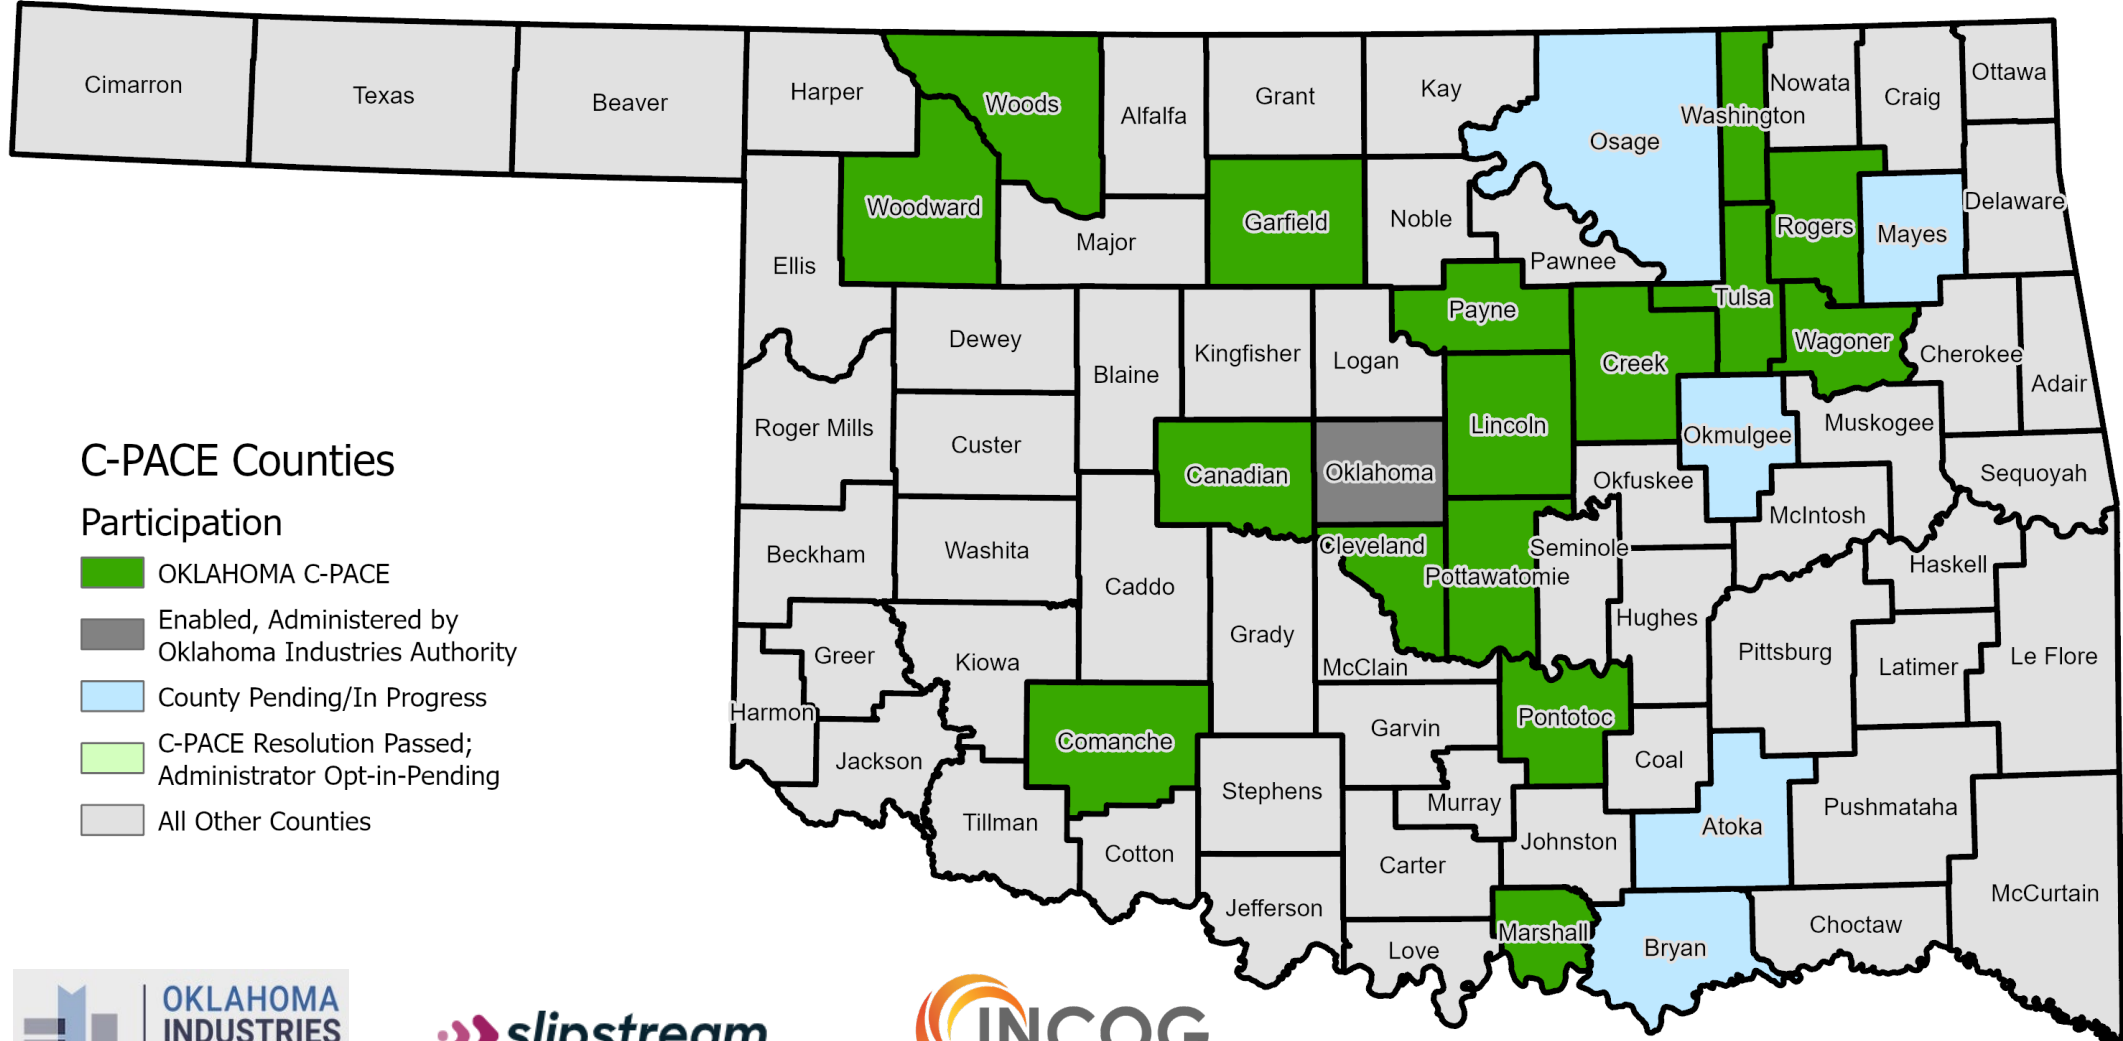 Cimarron
Texas
Beaver
Harper
Woods
Alfalfa
Grant
Kay
Osage
Washington
Nowata
Craig
Ottawa
Ellis
Woodward
Major
Garfield
Noble
Pawnee
Rogers
Mayes
Delaware
Dewey
Blaine
Kingfisher
Logan
Payne
Creek
Tulsa
Wagoner
Cherokee
Adair
Roger Mills
Custer
Canadian
Oklahoma
Lincoln
Okmulgee
Muskogee
Okfuskee
McIntosh
Sequoyah
Beckham
Washita
Caddo
Grady
Cleveland
Pottawatomie
Seminole
Hughes
Haskell
Greer
Kiowa
McClain
Pittsburg
Latimer
Le Flore
Harmon
Jackson
Comanche
Garvin
Pontotoc
Coal
Tillman
Stephens
Murray
Johnston
Atoka
Pushmataha
Cotton
Carter
Jefferson
Love
Marshall
Bryan
Choctaw
McCurtain
C-PACE Counties
Participation
OKLAHOMA C-PACE
Enabled, Administered by
Oklahoma Industries Authority
County Pending/In Progress
C-PACE Resolution Passed;
Administrator Opt-in-Pending
All Other Counties
OKLAHOMA
INDUSTRIES
slipstream
INCOG